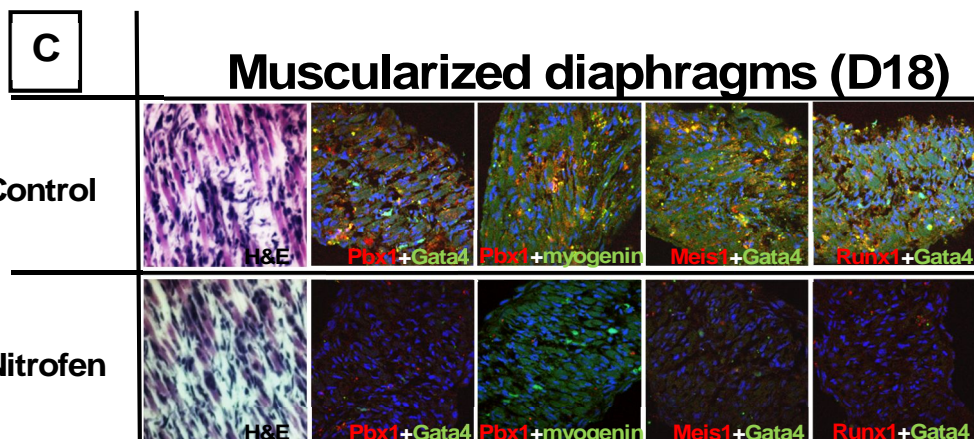 C
Muscularized diaphragms (D18)
Control
H&E
Pbx1+Gata4
Pbx1+myogenin
Meis1+Gata4
Runx1+Gata4
Nitrofen
H&E
Pbx1+Gata4
Pbx1+myogenin
Meis1+Gata4
Runx1+Gata4